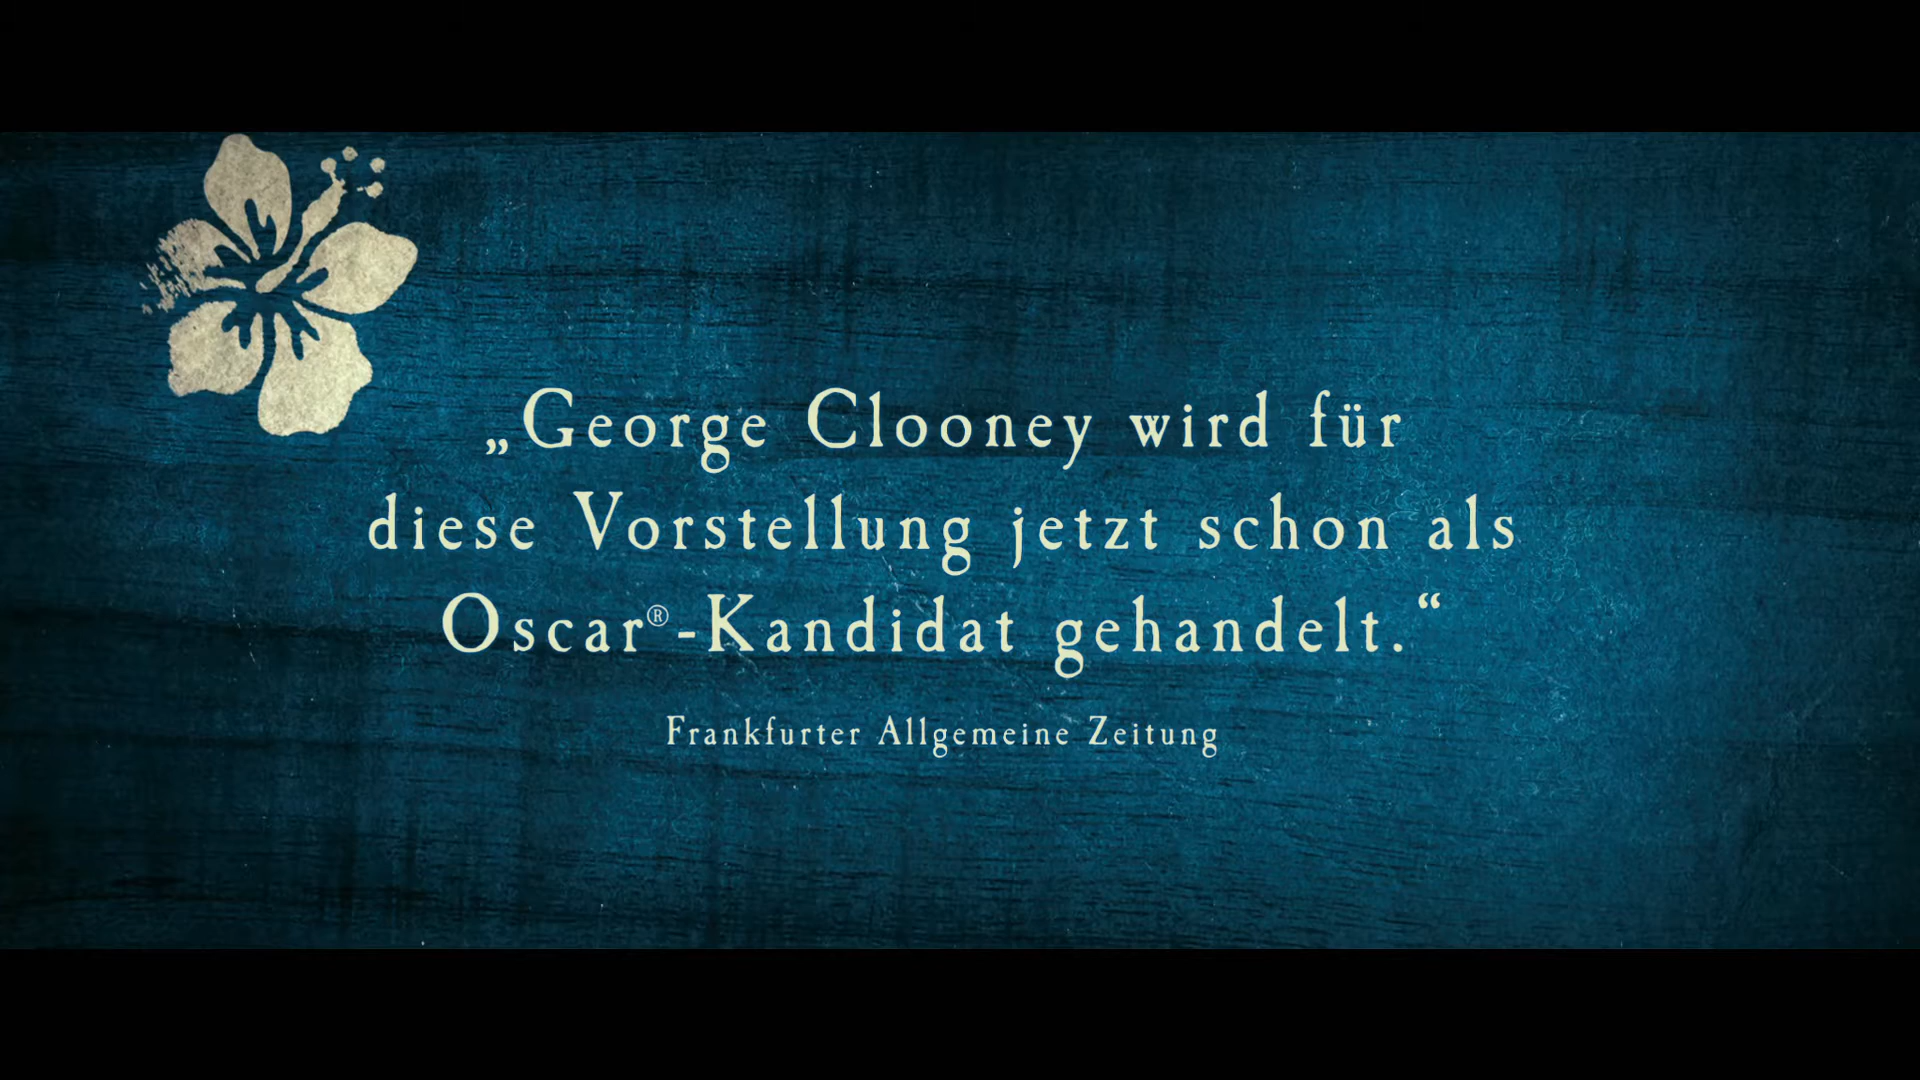 „George Clooney wird für
diese Vorstellung jetzt schon als
Oscar®-Kandidat gehandelt.“
Frankfurter Allgemeine Zeitung